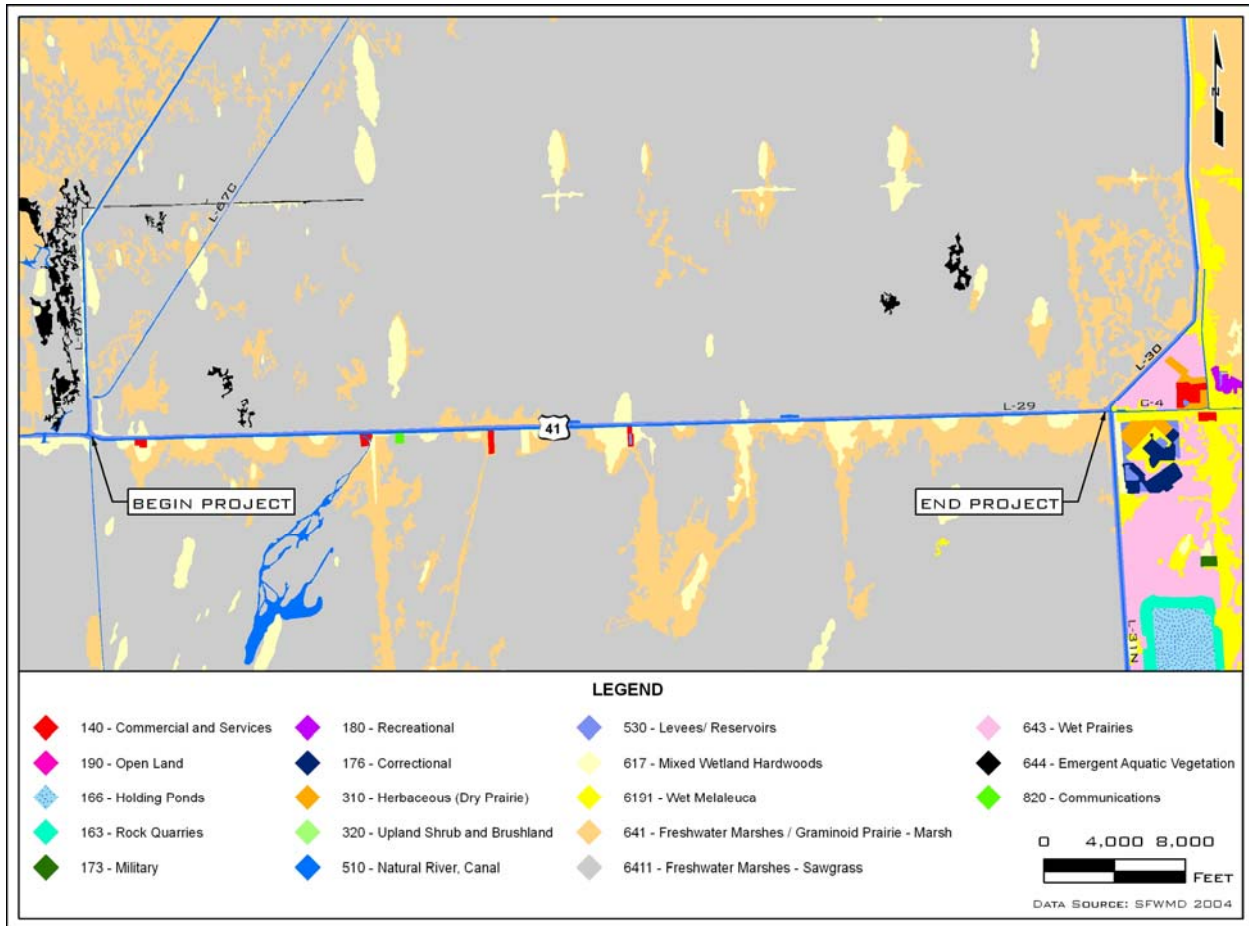 N
L-67C
L-67A
L-30
C-4
L-29
41
BEGIN PROJECT
END PROJECT
L-31N
LEGEND
140 - Commercial and Services
190 - Open Land
166 - Holding Ponds
163 - Rock Quarries
173 - Military
180 - Recreational
176 - Correctional
310 - Herbaceous (Dry Prairie)
320 - Upland Shrub and Brushland
510 - Natural River, Canal
530 - Levees/ Reservoirs
617 - Mixed Wetland Hardwoods
6191 - Wet Melaleuca
641 - Freshwater Marshes / Graminoid Prairie - Marsh
6411 - Freshwater Marshes - Sawgrass
643 - Wet Prairies
644 - Emergent Aquatic Vegetation
820 - Communications
0 4,000 8,000
FEET
DATA SOURCE: SFWMD 2004